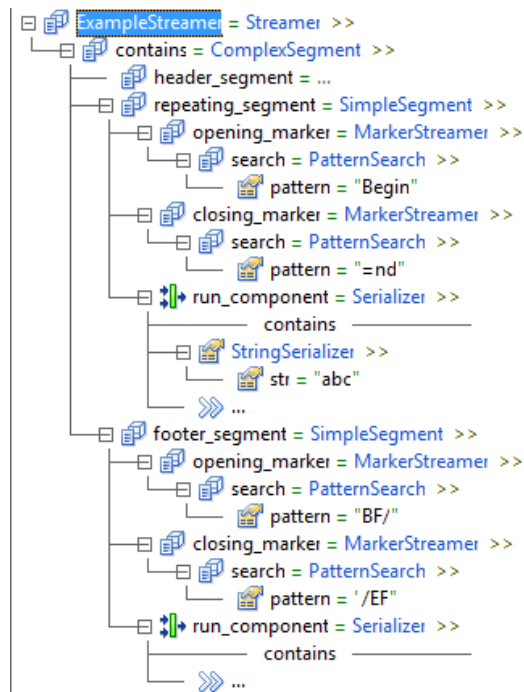 ExampleStreamer = Streamer >>
contains = ComplexSegment >>
header_segment = ...
repeating_segment = SimpleSegment >>
opening_marker = MarkerStreamer >>
search = PatternSearch >>
pattern = "Begin"
closing_marker = MarkerStreamer >>
search = PatternSearch >>
pattern = "=nd"
run_component = Serializer >>
contains
StringSerializer >>
str = "abc"
...
footer_segment = SimpleSegment >>
opening_marker = MarkerStreamer >>
search = PatternSearch >>
pattern = "BF/"
closing_marker = MarkerStreamer >>
search = PatternSearch >>
pattern = '/EF"
run_component = Serializer >>
contains
...